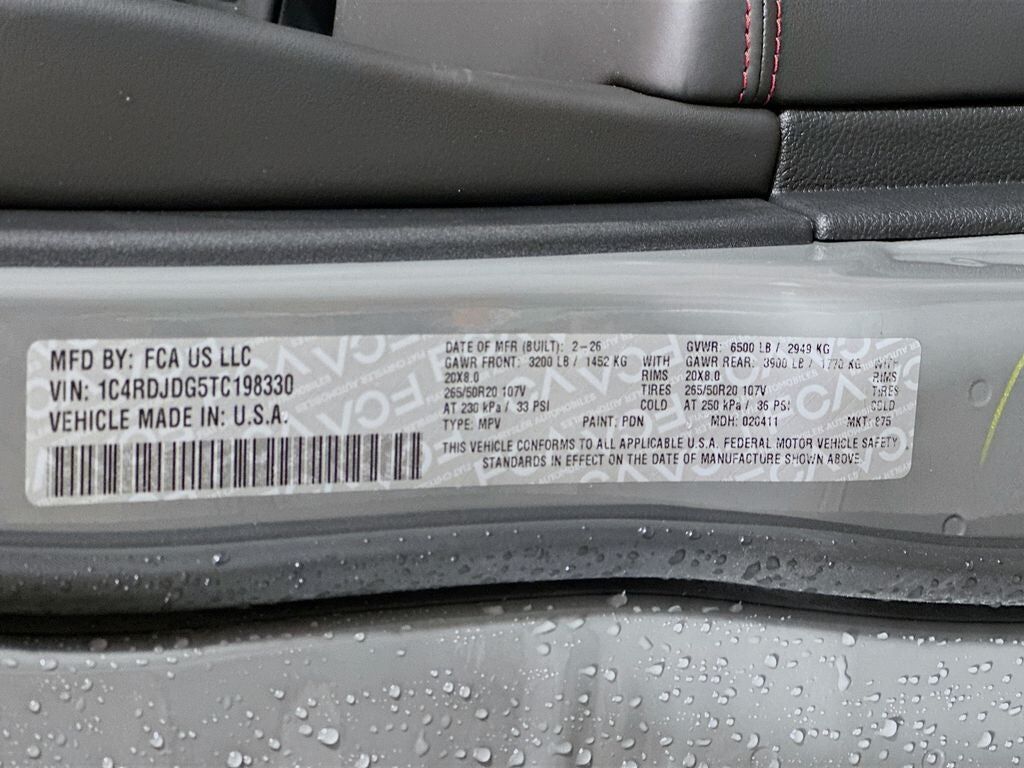 MFD BY: FCA US LLC
VIN: 1C4RDJDG5TC198330
VEHICLE MADE IN: U.S.A.
DATE OF MFR (BUILT): 2-26 GVWR: 6500 LB / 2949 KG
GAWR FRONT: 3200 LB / 1452 KG WITH GAWR REAR: 3900 LB / 1770 KG WITH
20X8.0 RIMS 20X8.0 RIMS
265/50R20 107V TIRES 265/50R20 107V TIRES
AT 230 kPa / 33 PSI COLD AT 250 kPa / 36 PSI COLD
TYPE: MPV PAINT: PDN MDH: 020411 MKT: 875
THIS VEHICLE CONFORMS TO ALL APPLICABLE U.S.A. FEDERAL MOTOR VEHICLE SAFETY
STANDARDS IN EFFECT ON THE DATE OF MANUFACTURE SHOWN ABOVE.